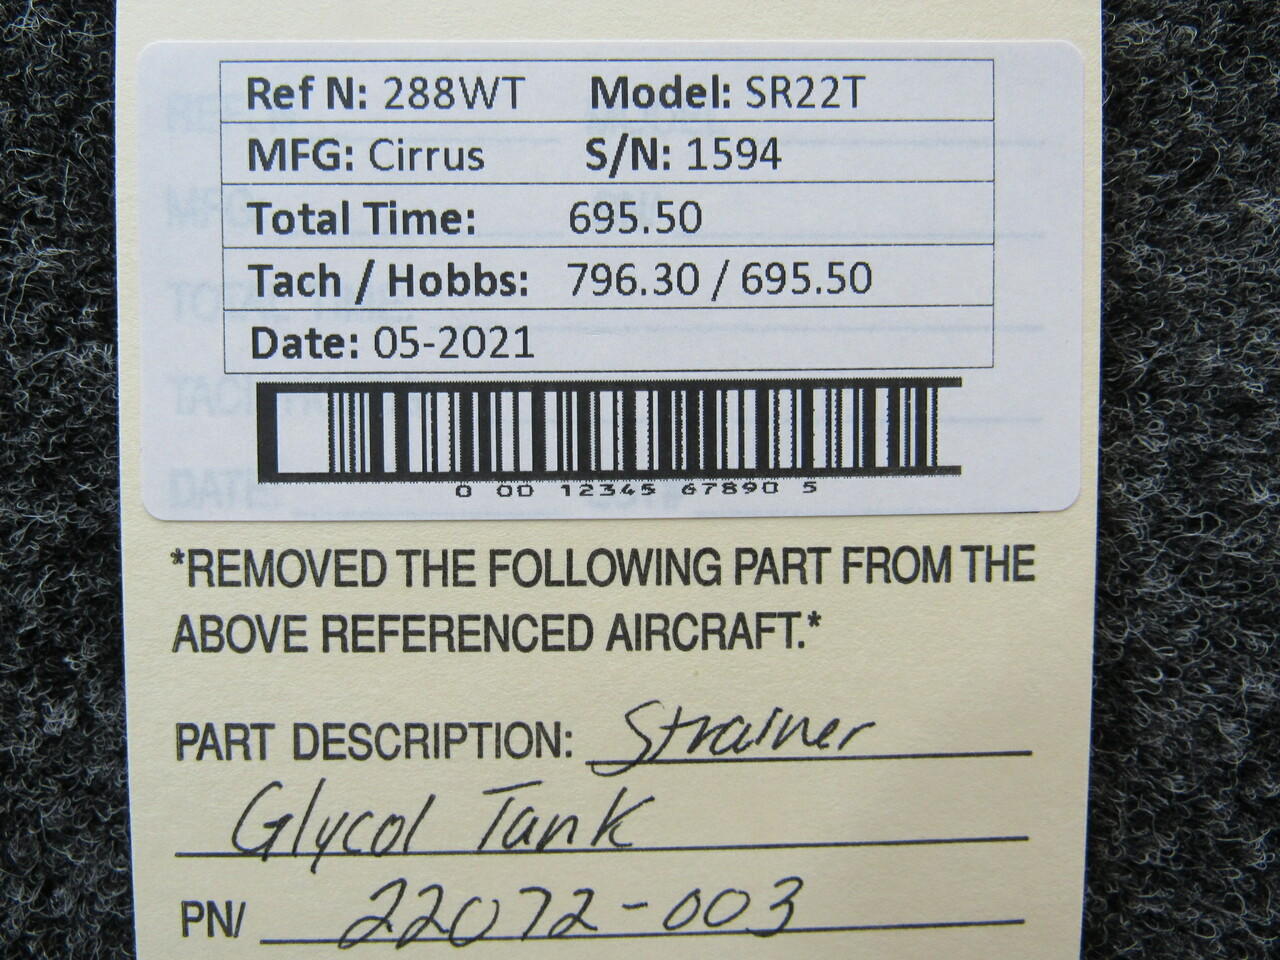 Ref N: 288WT Model: SR22T
MFG: Cirrus S/N: 1594
Total Time: 695.50
Tach / Hobbs: 796.30 / 695.50
Date: 05-2021
0 00 12345 67890 5
*REMOVED THE FOLLOWING PART FROM THE
ABOVE REFERENCED AIRCRAFT.*
PART DESCRIPTION: Strainer
Glycol Tank
PN/ 22072-003